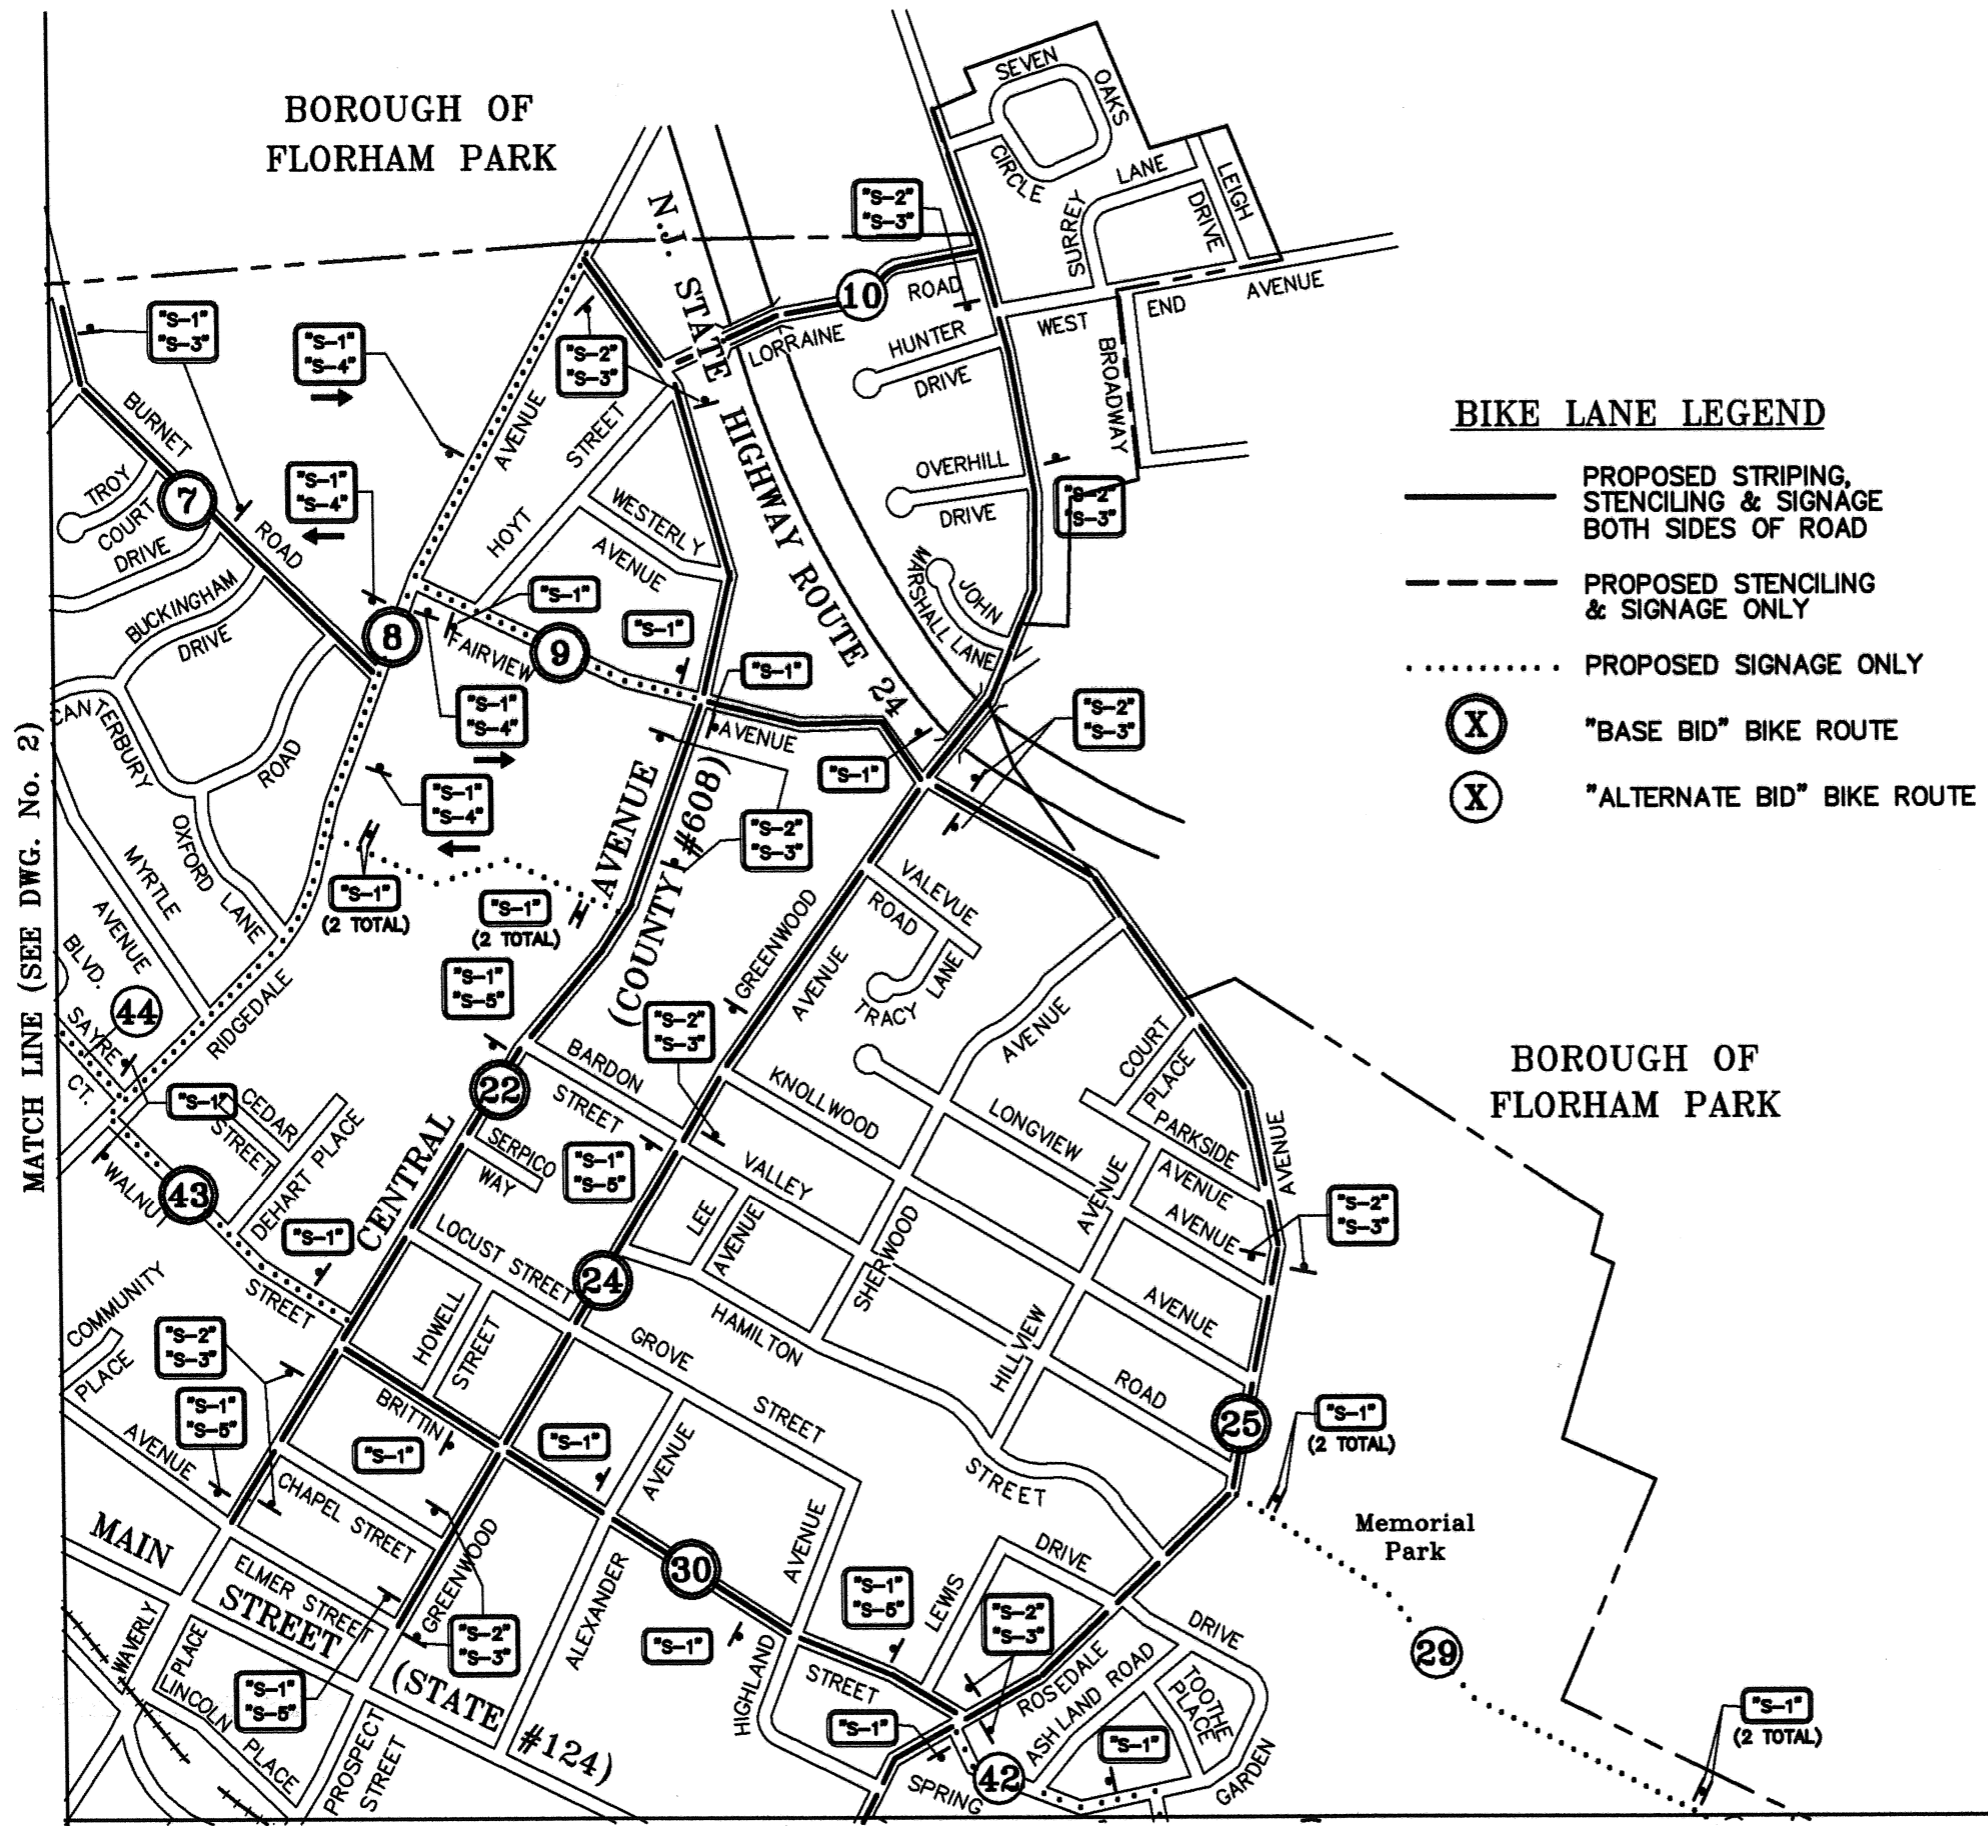 BOROUGH OF
FLORHAM PARK
N.J. STATE HIGHWAY ROUTE 24
SEVEN
OAKS
CIRCLE
SURREY
LANE
LEIGH
DRIVE
WEST
END
AVENUE
BROADWAY
"S-2"
"S-3"
10
ROAD
LORRAINE
HUNTER
DRIVE
OVERHILL
DRIVE
"S-2"
"S-3"
JOHN
MARSHALL LANE
"S-1"
"S-3"
"S-1"
"S-4"
"S-2"
"S-3"
"S-1"
"S-4"
BURNET
ROAD
7
TROY
COURT
DRIVE
BUCKINGHAM
DRIVE
AVENUE
HOYT
STREET
WESTERLY
AVENUE
"S-1"
"S-1"
"S-1"
8
FAIRVIEW
9
AVENUE
"S-1"
"S-4"
"S-1"
"S-4"
"S-1"
"S-2"
"S-3"
"S-2"
"S-3"
CANTERBURY
ROAD
OXFORD LANE
MYRTLE
AVENUE
BLVD.
SAYRE
CT.
44
RIDGEDALE
"S-1"
(2 TOTAL)
"S-1"
(2 TOTAL)
"S-1"
"S-5"
CENTRAL
AVENUE
(COUNTY #608)
MATCH LINE (SEE DWG. No. 2)
BIKE LANE LEGEND
PROPOSED STRIPING,
STENCILING & SIGNAGE
BOTH SIDES OF ROAD
PROPOSED STENCILING
& SIGNAGE ONLY
PROPOSED SIGNAGE ONLY
X
"BASE BID" BIKE ROUTE
X
"ALTERNATE BID" BIKE ROUTE
GREENWOOD
AVENUE
VALEVUE
ROAD
TRACY
LANE
"S-2"
"S-3"
22
BARDON
STREET
SERPICO
WAY
"S-1"
"S-5"
KNOLLWOOD
AVENUE
LONGVIEW
AVENUE
COURT
PLACE
PARKSIDE
AVENUE
AVENUE
AVENUE
AVENUE
ROAD
"S-2"
"S-3"
BOROUGH OF
FLORHAM PARK
"S-1"
CEDAR
STREET
DEHART PLACE
WALNUT
43
STREET
"S-1"
LOCUST STREET
VALLEY
LEE
AVENUE
SHERWOOD
HILLVIEW
24
HAMILTON
STREET
25
COMMUNITY
PLACE
AVENUE
"S-2"
"S-3"
"S-1"
"S-5"
HOWELL
STREET
GROVE
STREET
BRITTIN
"S-1"
"S-1"
AVENUE
AVENUE
"S-1"
(2 TOTAL)
Memorial
Park
MAIN
STREET
(STATE #124)
CHAPEL STREET
ELMER STREET
GREENWOOD
ALEXANDER
30
"S-1"
"S-5"
LEWIS
DRIVE
"S-2"
"S-3"
DRIVE
"S-2"
"S-3"
"S-1"
HIGHLAND
STREET
ROSEDALE
ASHLAND ROAD
TOOTHE
PLACE
29
WAVERLY
PLACE
LINCOLN
PLACE
"S-1"
"S-5"
PROSPECT
STREET
"S-1"
42
"S-1"
SPRING
GARDEN
"S-1"
(2 TOTAL)